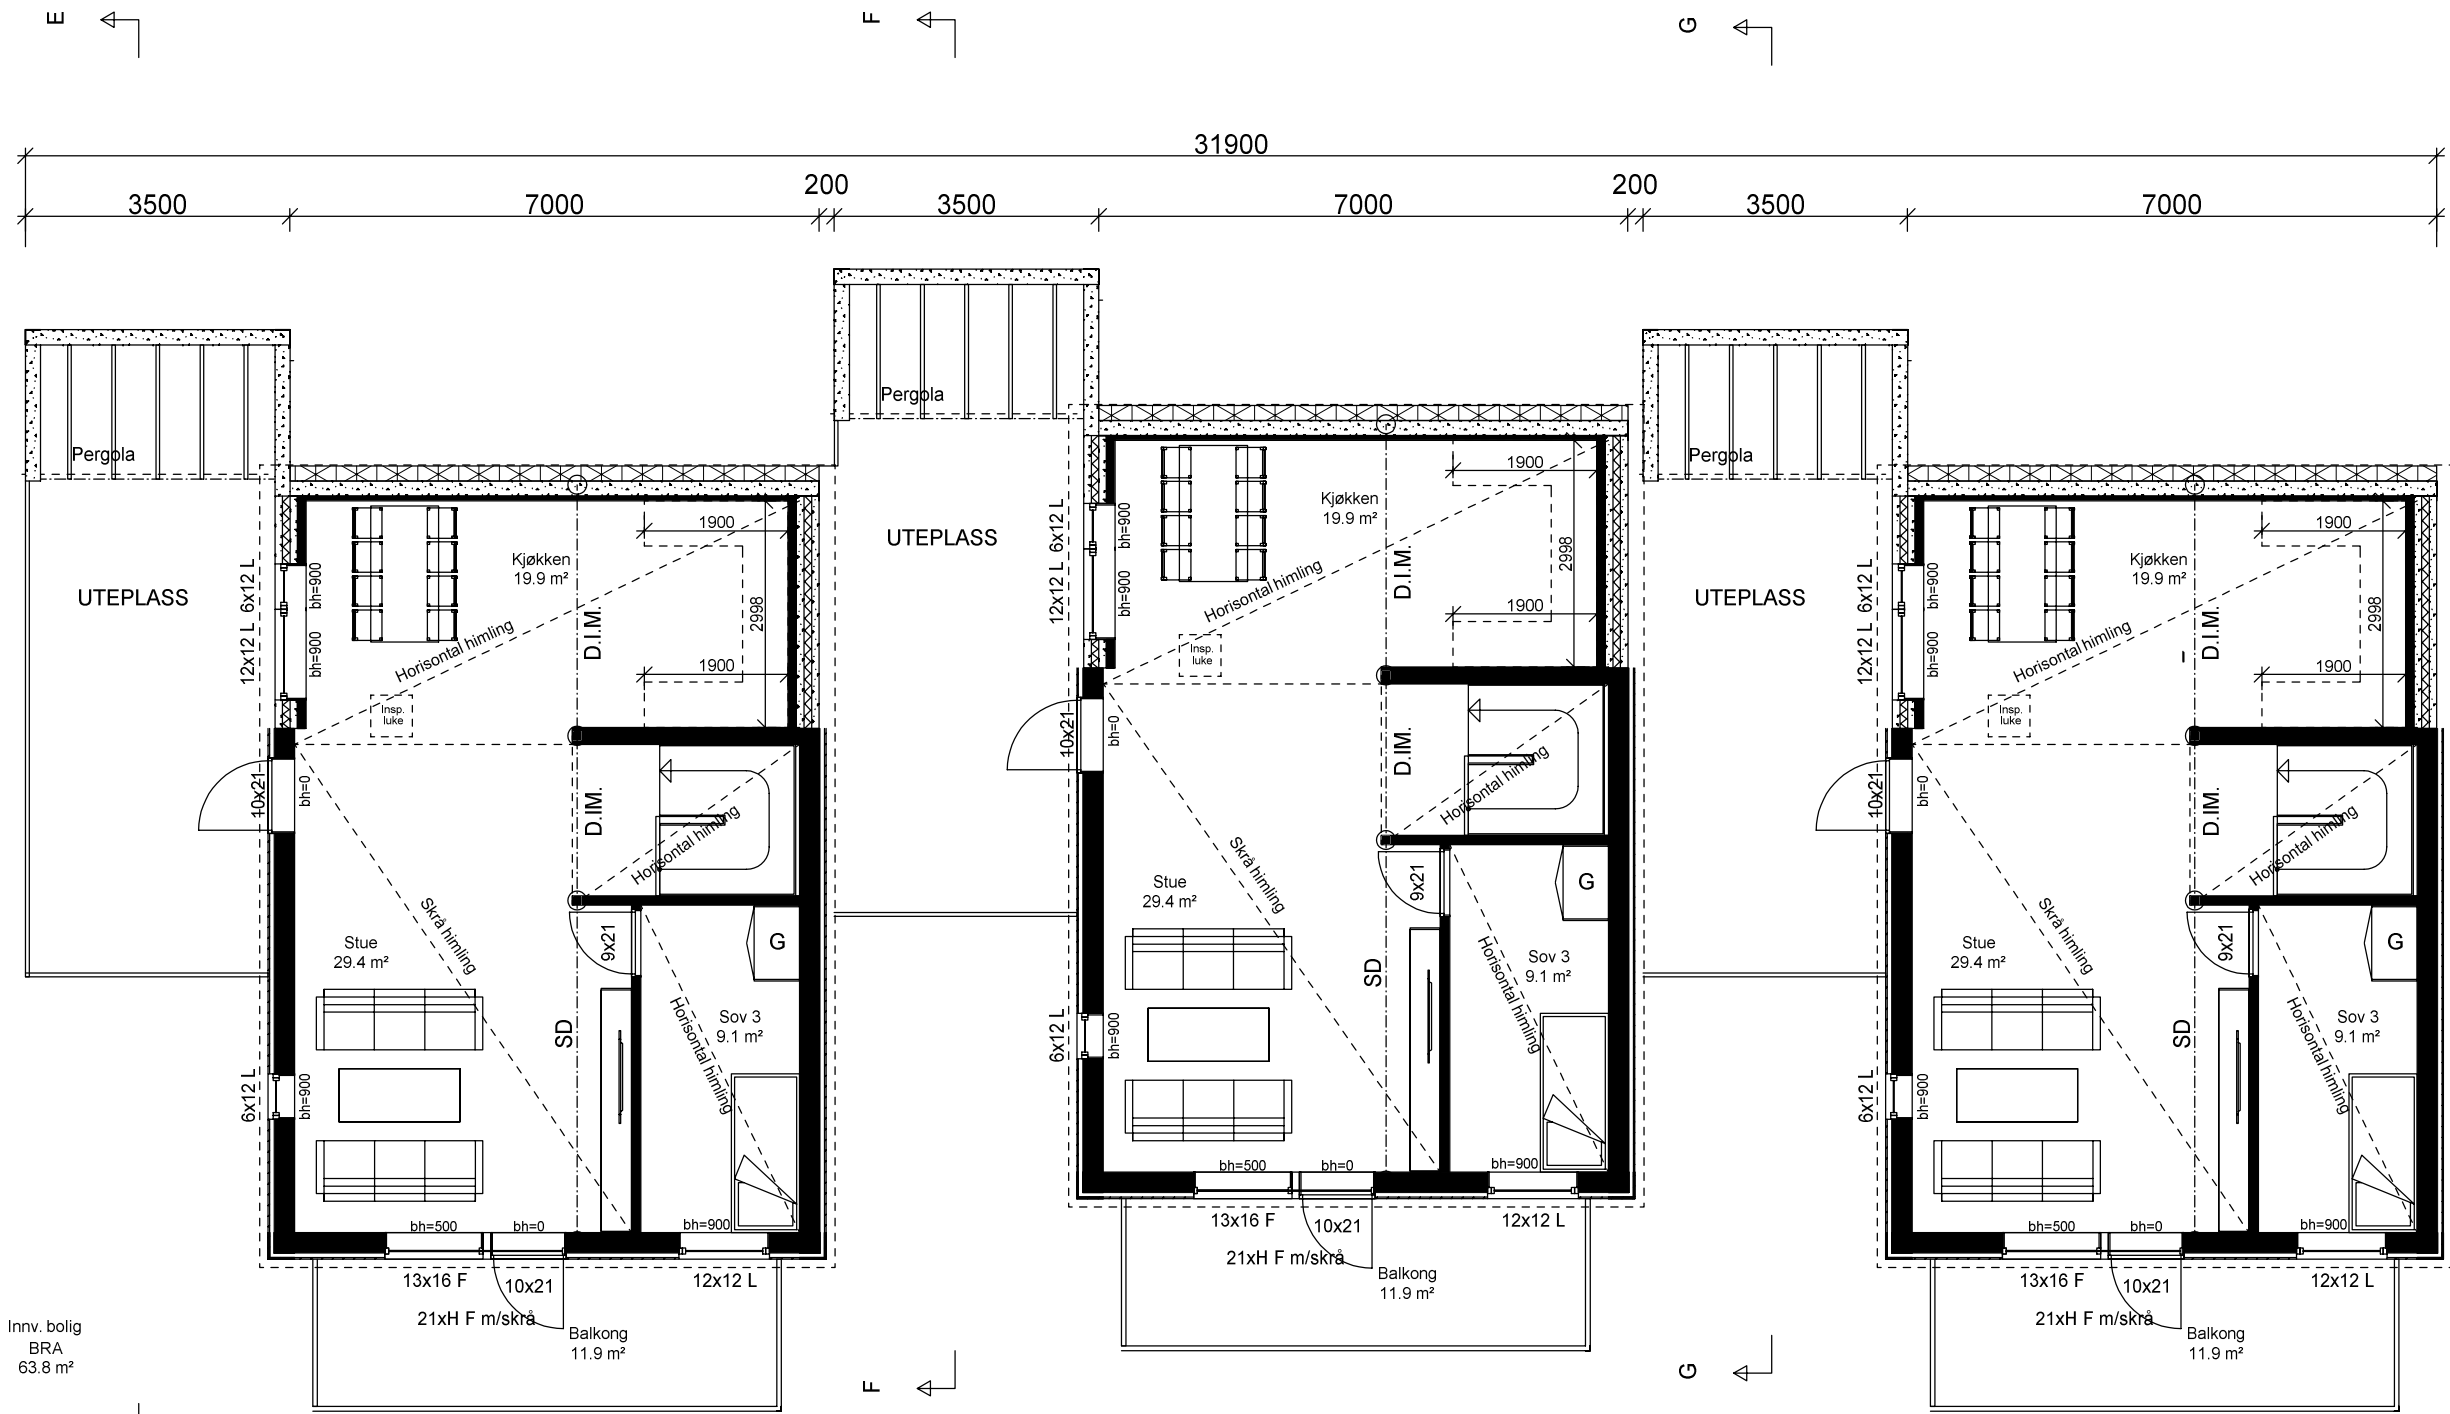 E
F
G
31900
3500
7000
200
3500
7000
200
3500
7000
Pergola
UTEPLASS
12x12 L 6x12 L
bh=900
bh=900
Kjøkken
19.9 m²
1900
2998
1900
D.I.M.
Horisontal himling
Insp.
luke
10x21
bh=0
D.IM.
Horisontal himling
Skrå himling
Stue
29.4 m²
9x21
G
SD
Sov 3
9.1 m²
Horisontal himling
6x12 L
bh=900
bh=500
bh=0
bh=900
13x16 F
10x21
12x12 L
21xH F m/skrå
Balkong
11.9 m²
Innv. bolig
BRA
63.8 m²
Pergola
UTEPLASS
12x12 L 6x12 L
bh=900
bh=900
Kjøkken
19.9 m²
1900
2998
1900
D.I.M.
Horisontal himling
Insp.
luke
10x21
bh=0
D.IM.
Horisontal himling
Skrå himling
Stue
29.4 m²
9x21
G
SD
Sov 3
9.1 m²
Horisontal himling
6x12 L
bh=900
bh=500
bh=0
bh=900
13x16 F
10x21
12x12 L
21xH F m/skrå
Balkong
11.9 m²
F
Pergola
UTEPLASS
12x12 L 6x12 L
bh=900
bh=900
Kjøkken
19.9 m²
1900
2998
1900
D.I.M.
Horisontal himling
Insp.
luke
10x21
bh=0
D.IM.
Horisontal himling
Skrå himling
Stue
29.4 m²
9x21
G
SD
Sov 3
9.1 m²
Horisontal himling
6x12 L
bh=900
bh=500
bh=0
bh=900
13x16 F
10x21
12x12 L
21xH F m/skrå
Balkong
11.9 m²
G